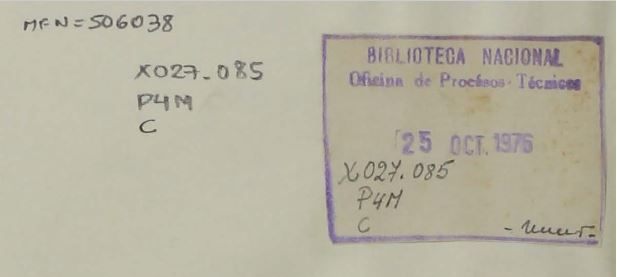 MFN=506038
X027.085
P4M
C
BIBLIOTECA NACIONAL
Oficina de Procesos Técnicos
25 OCT. 1976
X027.085
P4M
C